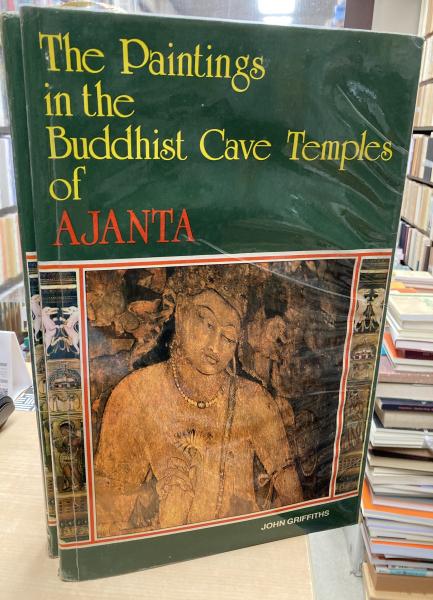 The Paintings
in the
Buddhist Cave Temples
of
AJANTA
JOHN GRIFFITHS